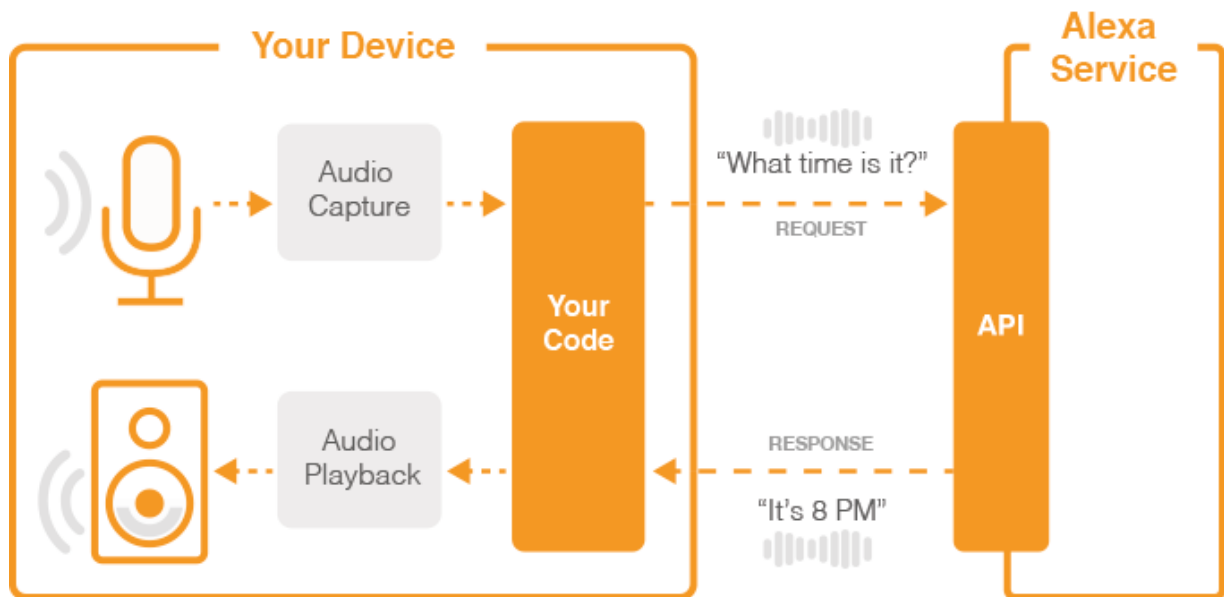 Your Device
Alexa
Service
Audio
Capture
“What time is it?”
REQUEST
Your
Code
API
Audio
Playback
RESPONSE
“It’s 8 PM”